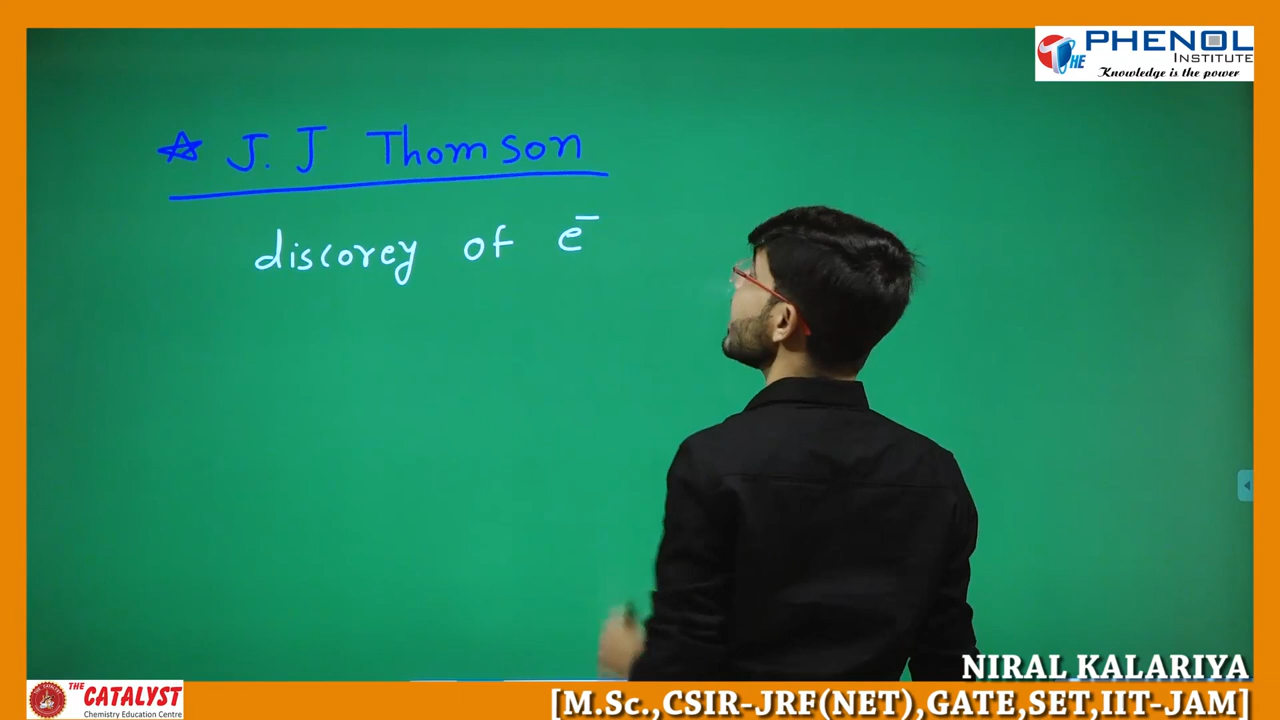 THE PHENOL
INSTITUTE
Knowledge is the power
☆ J. J Thomson
discorey of e⁻
NIRAL KALARIYA
THE CATALYST
Chemistry Education Centre
[M.Sc.,CSIR-JRF(NET),GATE,SET,IIT-JAM]